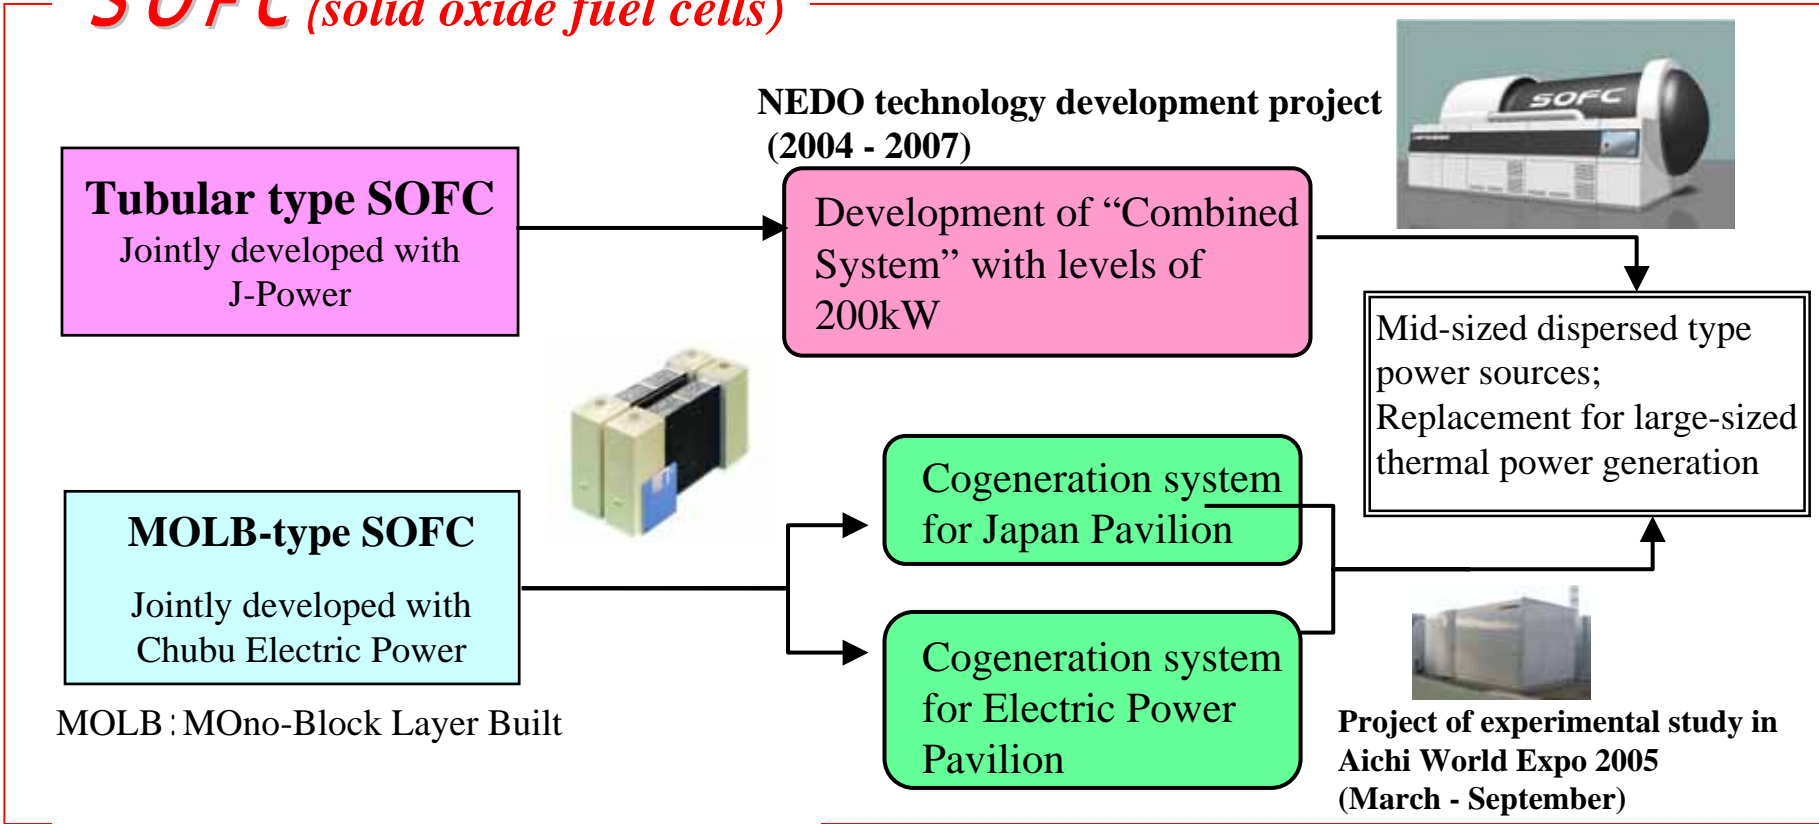 SOFC (solid oxide fuel cells)
NEDO technology development project
(2004 - 2007)
SOFC
Tubular type SOFC
Jointly developed with
J-Power
Development of “Combined
System” with levels of
200kW
Mid-sized dispersed type
power sources;
Replacement for large-sized
thermal power generation
MOLB-type SOFC
Jointly developed with
Chubu Electric Power
Cogeneration system
for Japan Pavilion
Cogeneration system
for Electric Power
Pavilion
MOLB:MOno-Block Layer Built
Project of experimental study in
Aichi World Expo 2005
(March - September)